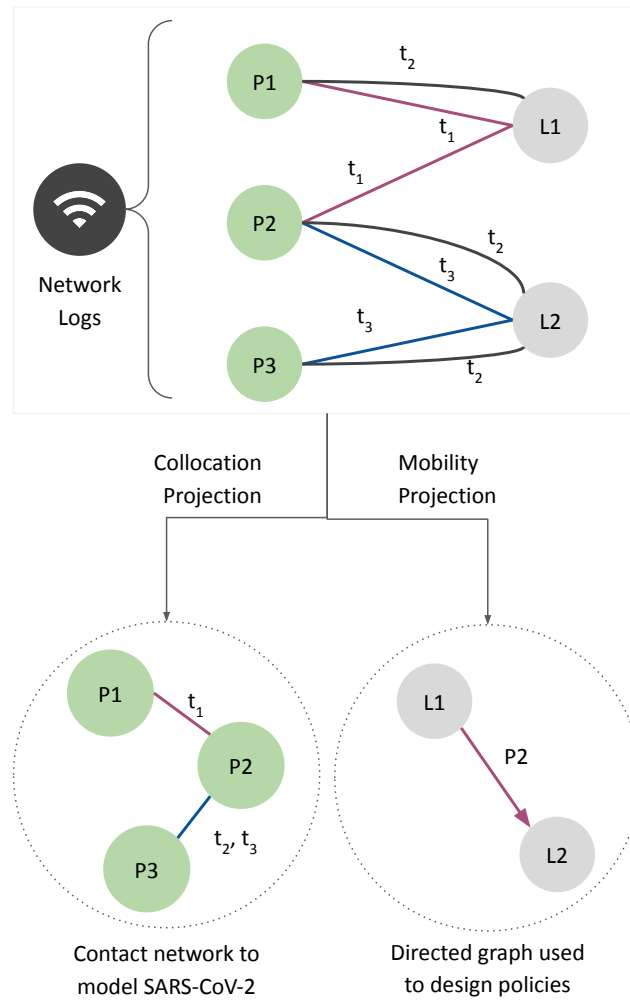 t2
P1
L1
t1
t1
P2
t2
t3
Network
Logs
t3
L2
P3
t2
Collocation
Projection
Mobility
Projection
P1
t1
L1
P2
P2
t2, t3
P3
L2
Contact network to
model SARS-CoV-2
Directed graph used
to design policies